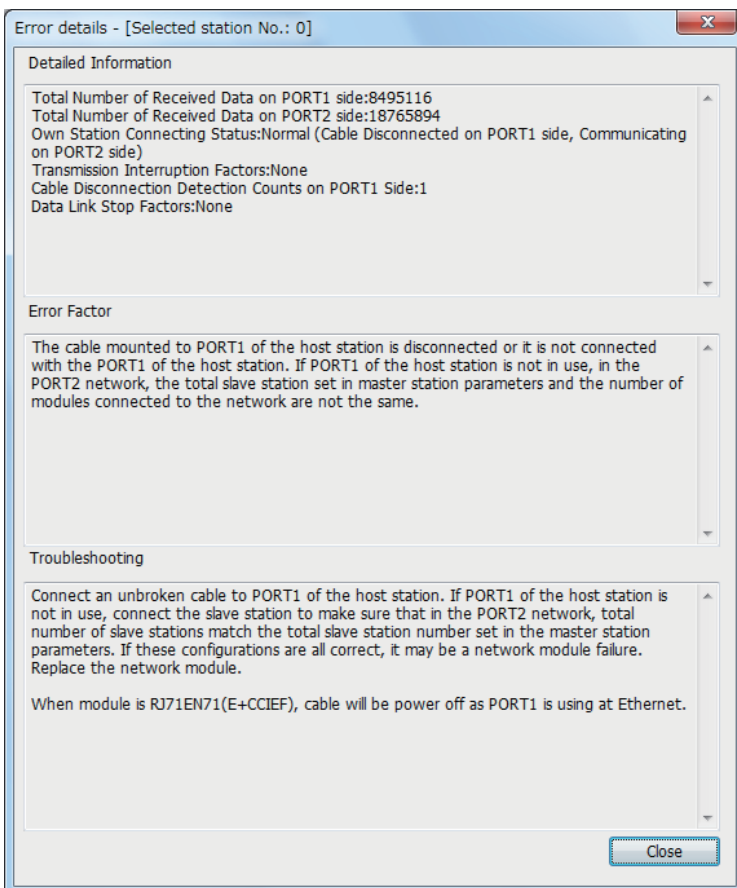 Error details - [Selected station No.: 0]
Detailed Information
Total Number of Received Data on PORT1 side:8495116
Total Number of Received Data on PORT2 side:18765894
Own Station Connecting Status:Normal (Cable Disconnected on PORT1 side, Communicating
on PORT2 side)
Transmission Interruption Factors:None
Cable Disconnection Detection Counts on PORT1 Side:1
Data Link Stop Factors:None
Error Factor
The cable mounted to PORT1 of the host station is disconnected or it is not connected
with the PORT1 of the host station. If PORT1 of the host station is not in use, in the
PORT2 network, the total slave station set in master station parameters and the number of
modules connected to the network are not the same.
Troubleshooting
Connect an unbroken cable to PORT1 of the host station. If PORT1 of the host station is
not in use, connect the slave station to make sure that in the PORT2 network, total
number of slave stations match the total slave station number set in the master station
parameters. If these configurations are all correct, it may be a network module failure.
Replace the network module.
When module is RJ71EN71(E+CCIEF), cable will be power off as PORT1 is using at Ethernet.
Close